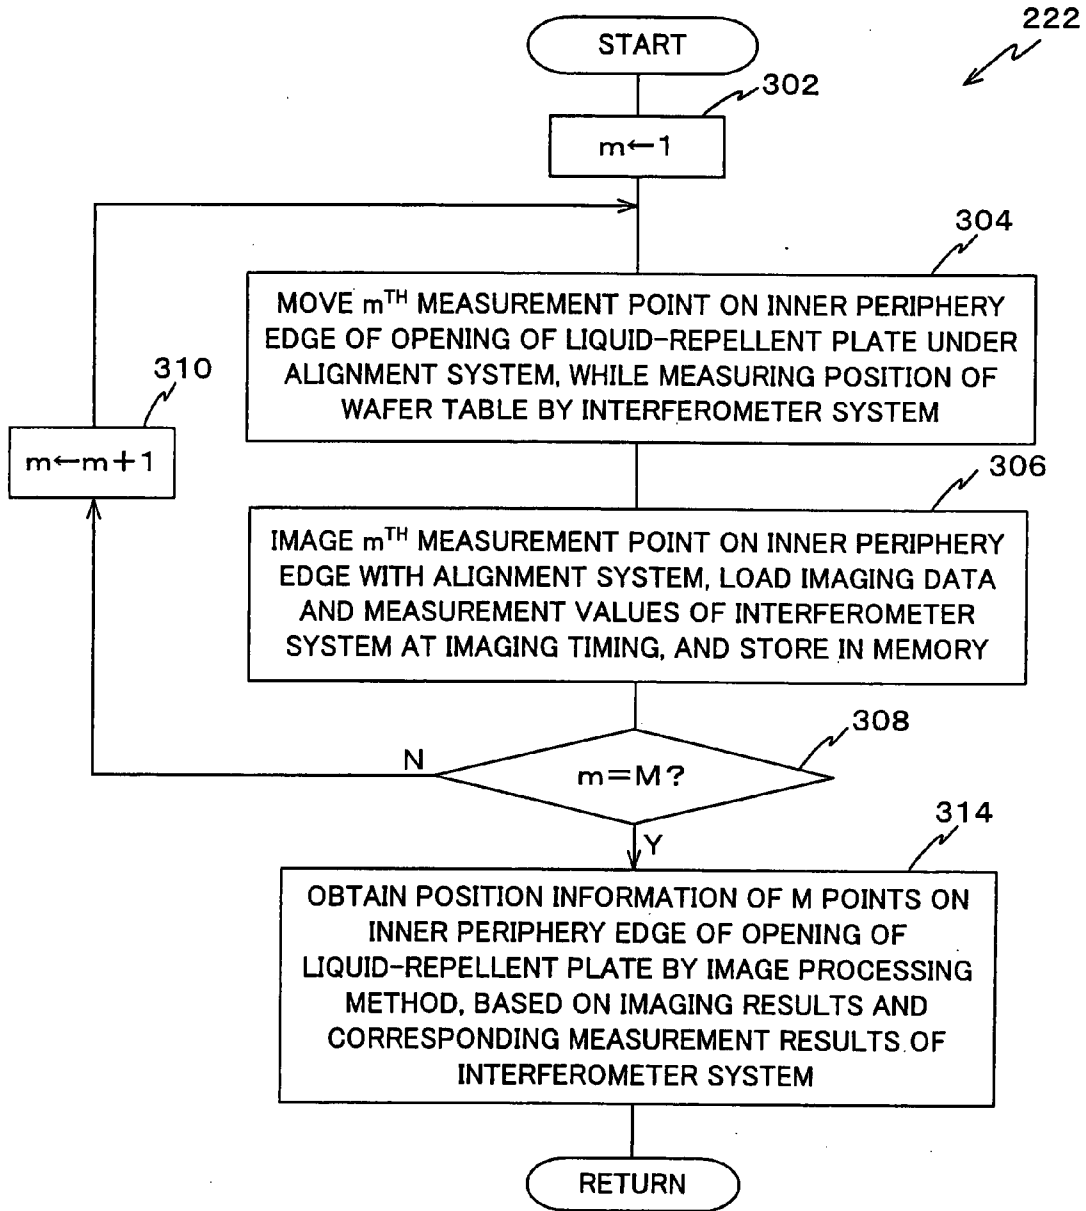 222
START
302
m←1
304
MOVE mTH MEASUREMENT POINT ON INNER PERIPHERY
EDGE OF OPENING OF LIQUID-REPELLENT PLATE UNDER
ALIGNMENT SYSTEM, WHILE MEASURING POSITION OF
WAFER TABLE BY INTERFEROMETER SYSTEM
310
m←m+1
306
IMAGE mTH MEASUREMENT POINT ON INNER PERIPHERY
EDGE WITH ALIGNMENT SYSTEM, LOAD IMAGING DATA
AND MEASUREMENT VALUES OF INTERFEROMETER
SYSTEM AT IMAGING TIMING, AND STORE IN MEMORY
308
N
m=M?
Y
314
OBTAIN POSITION INFORMATION OF M POINTS ON
INNER PERIPHERY EDGE OF OPENING OF
LIQUID-REPELLENT PLATE BY IMAGE PROCESSING
METHOD, BASED ON IMAGING RESULTS AND
CORRESPONDING MEASUREMENT RESULTS OF
INTERFEROMETER SYSTEM
RETURN